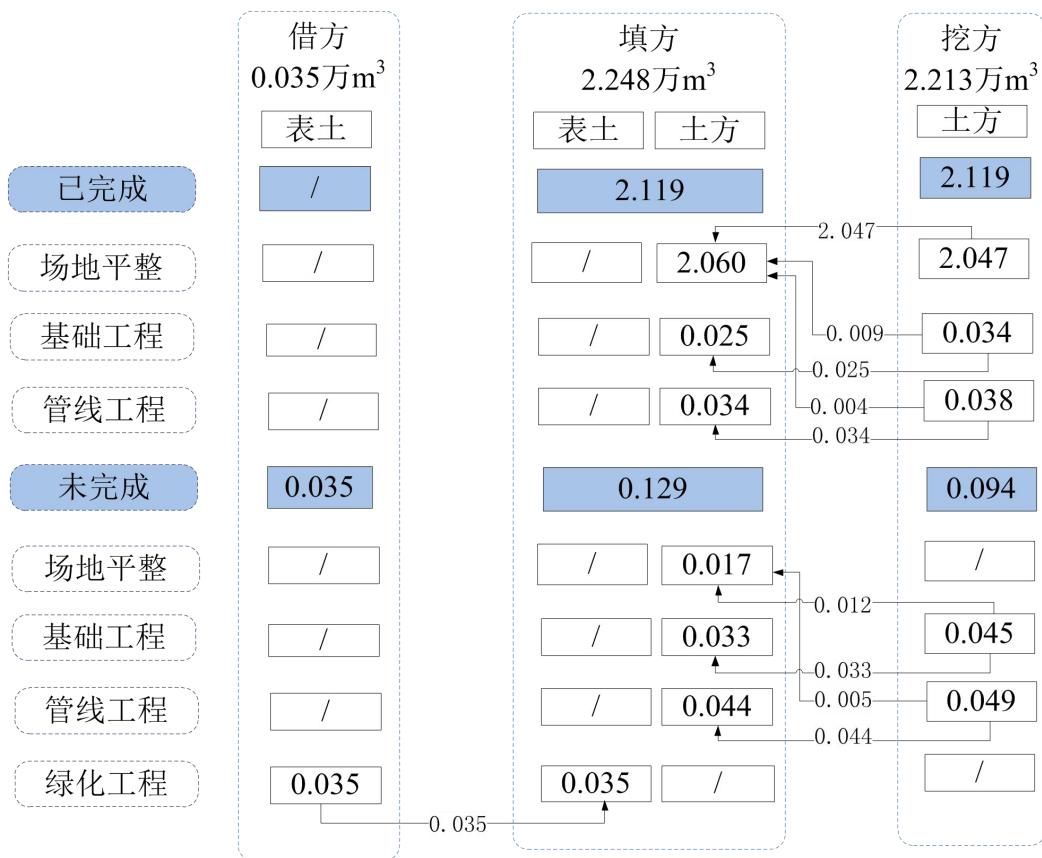 借方
0.035万m³
填方
2.248万m³
挖方
2.213万m³
表土
表土
土方
土方
已完成
/
2.119
2.119
2.047
场地平整
/
/
2.060
2.047
基础工程
/
/
0.025
0.009
0.034
0.025
管线工程
/
/
0.034
0.004
0.038
0.034
未完成
0.035
0.129
0.094
场地平整
/
/
0.017
/
0.012
基础工程
/
/
0.033
0.045
0.033
管线工程
/
/
0.044
0.005
0.049
0.044
绿化工程
0.035
0.035
/
/
0.035